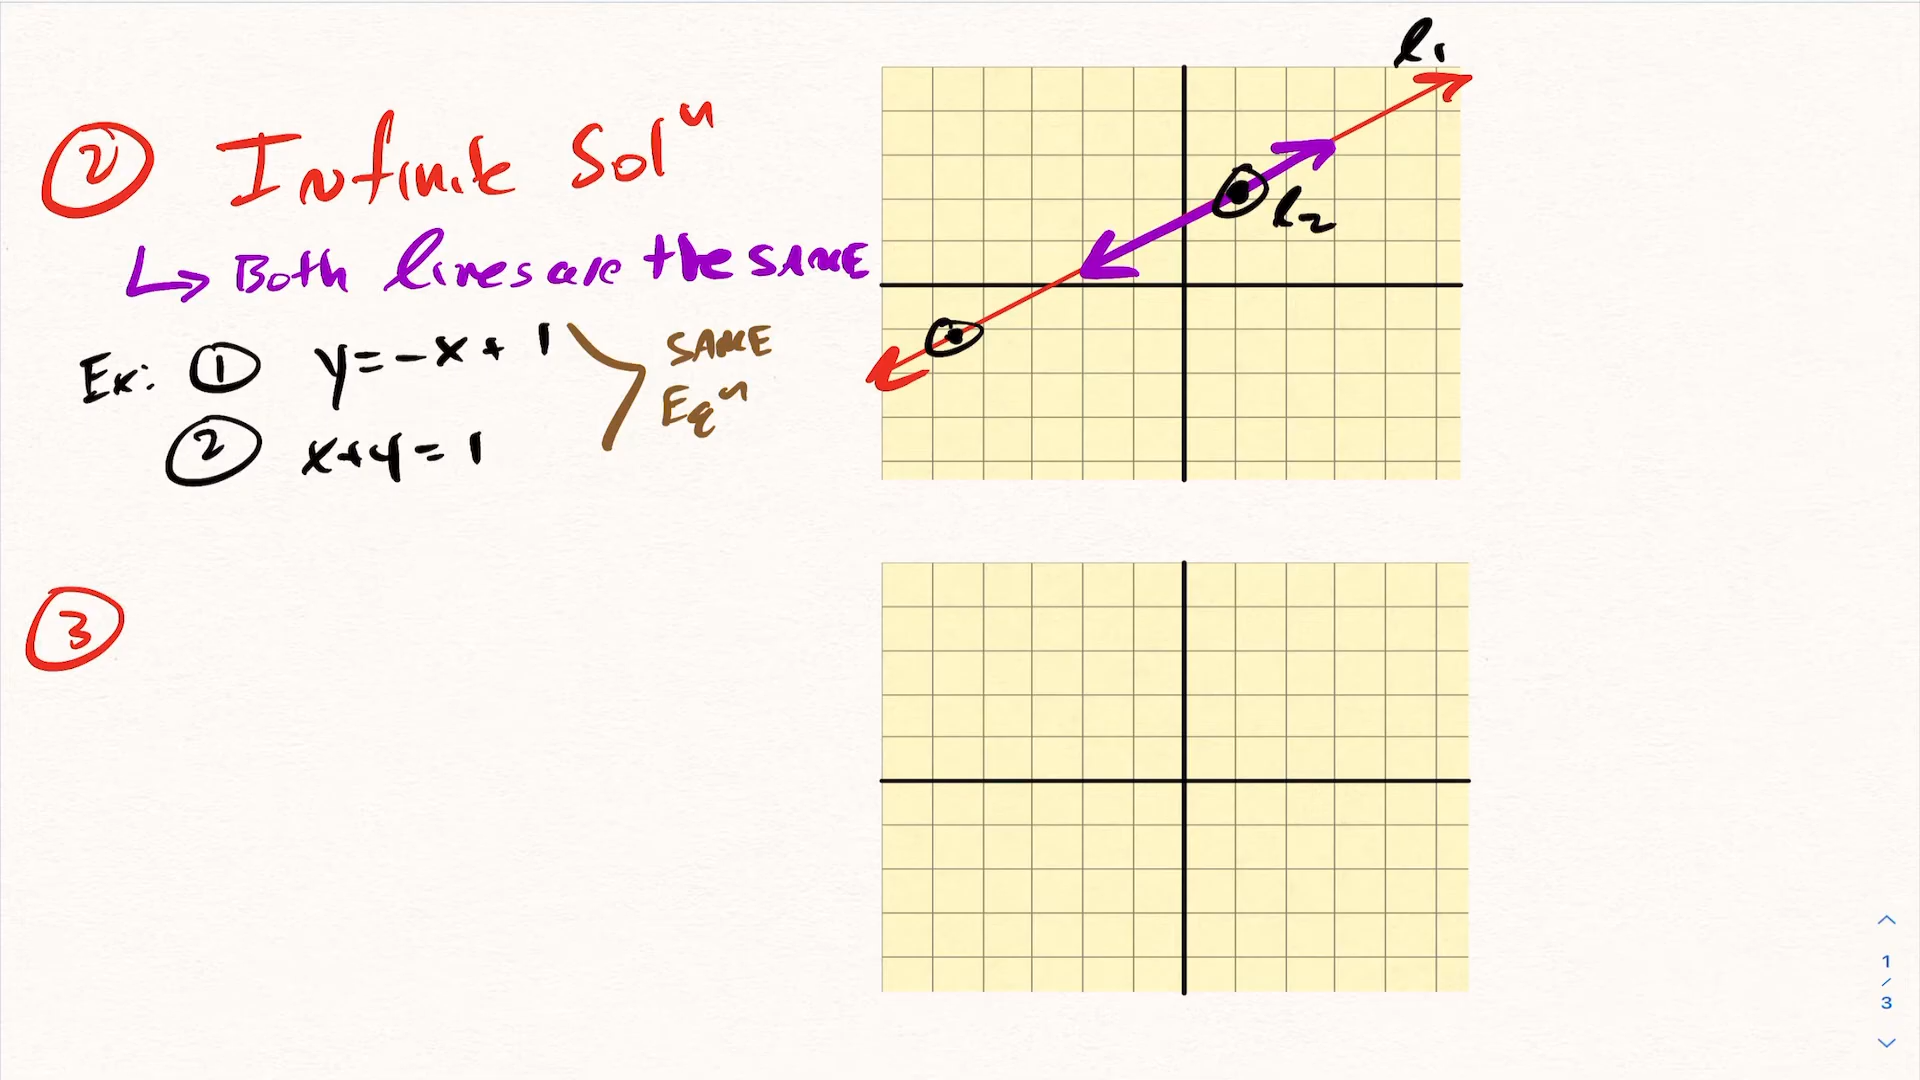 ② Infinite Solⁿ
↳ Both lines are the SAME
Ex: ① y = -x + 1
② x+y = 1
SAME
Eqⁿ
③
l₁
l₂
1
/
3